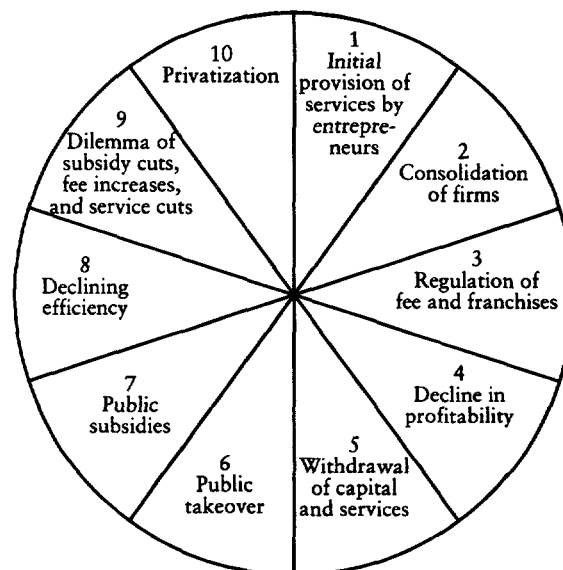 1
Initial
provision of
services by
entrepre-
neurs
2
Consolidation
of firms
3
Regulation of
fee and franchises
4
Decline in
profitability
5
Withdrawal
of capital
and services
6
Public
takeover
7
Public
subsidies
8
Declining
efficiency
9
Dilemma of
subsidy cuts,
fee increases,
and service cuts
10
Privatization